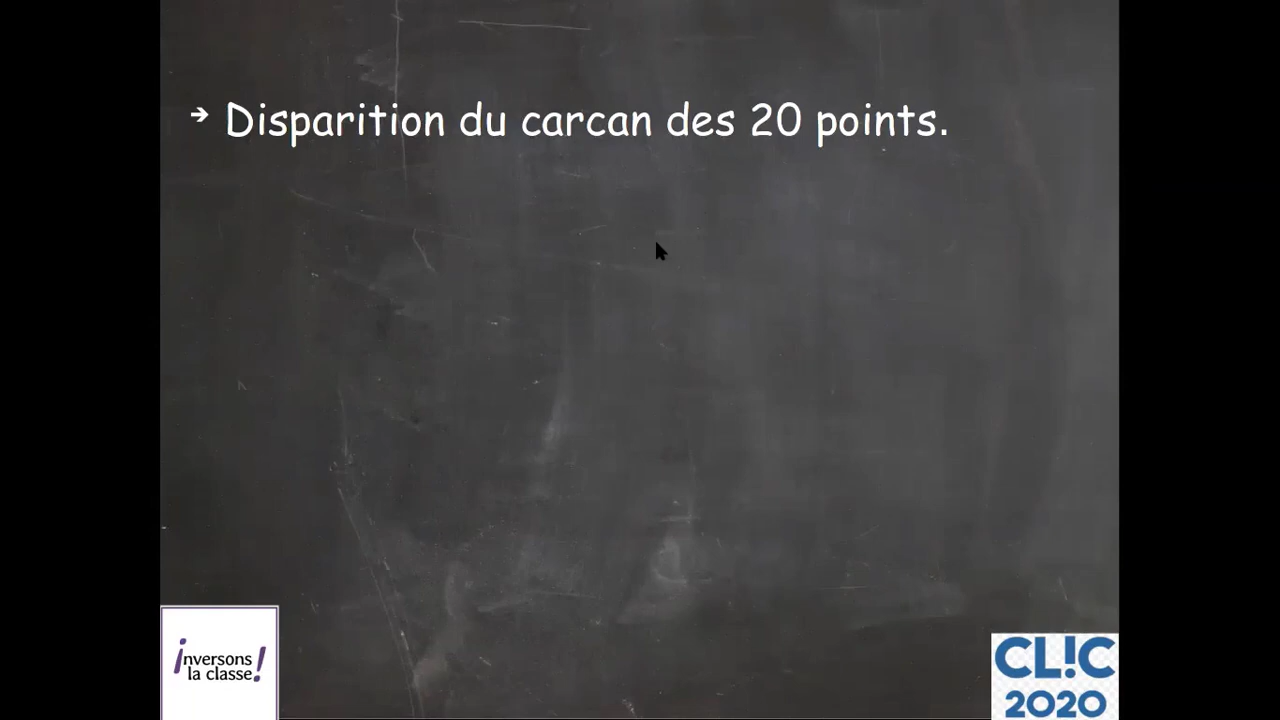 → Disparition du carcan des 20 points.
inversons
la classe!
CL!C
2020